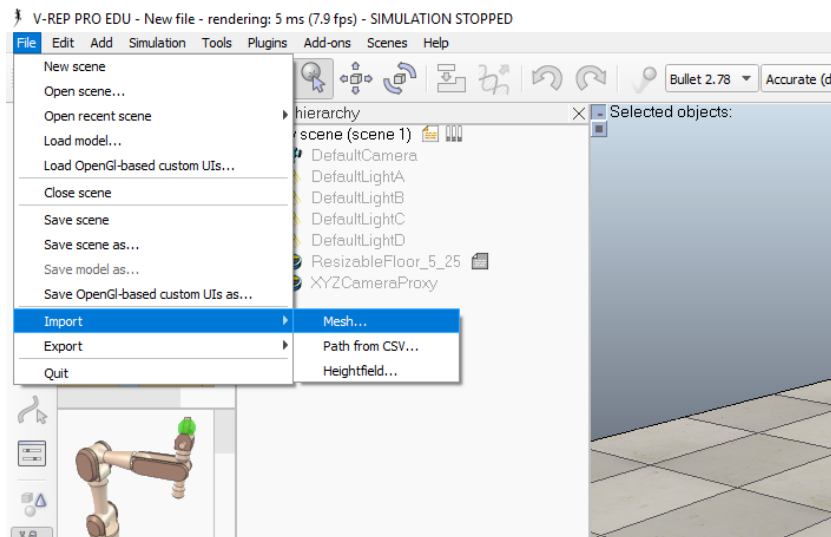 V-REP PRO EDU - New file - rendering: 5 ms (7.9 fps) - SIMULATION STOPPED
File Edit Add Simulation Tools Plugins Add-ons Scenes Help
New scene
Open scene...
Open recent scene
Load model...
Load OpenGl-based custom UIs...
Close scene
Save scene
Save scene as...
Save model as...
Save OpenGl-based custom UIs as...
Import
Export
Quit
Mesh...
Path from CSV...
Heightfield...
Bullet 2.78 Accurate (d
hierarchy
scene (scene 1)
DefaultCamera
DefaultLightA
DefaultLightB
DefaultLightC
DefaultLightD
ResizableFloor_5_25
XYZCameraProxy
Selected objects: